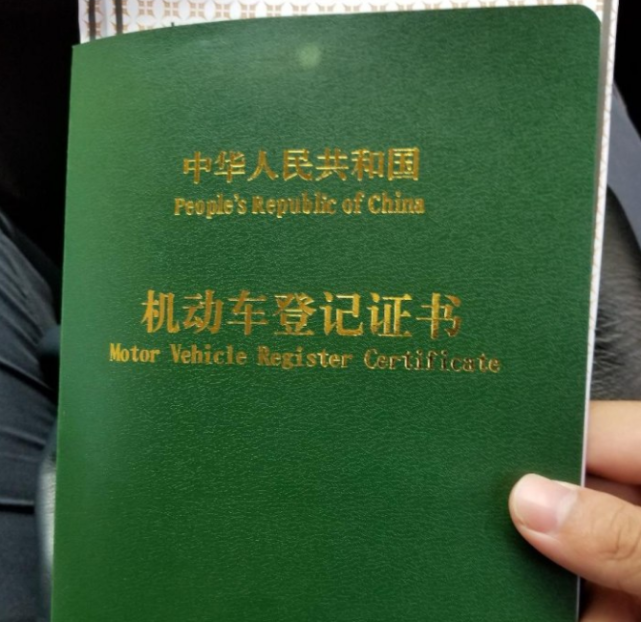 中华人民共和国
People's Republic of China
机动车登记证书
Motor Vehicle Register Certificate